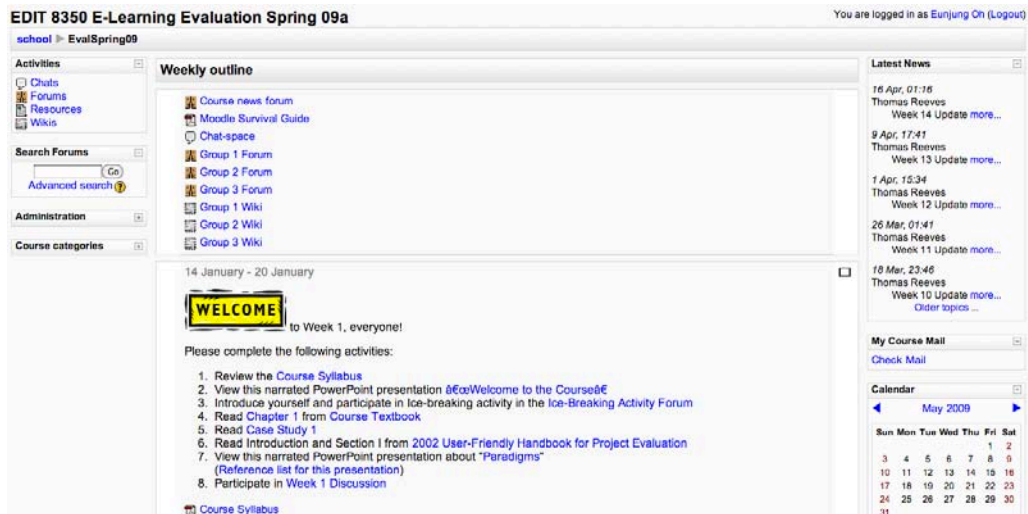 EDIT 8350 E-Learning Evaluation Spring 09a
You are logged in as Eunjung Oh (Logout)
school EvalSpring09
Activities
Chats
Forums
Resources
Wikis
Search Forums
Go
Advanced search ?
Administration
Course categories
Weekly outline
Course news forum
Moodle Survival Guide
Chat-space
Group 1 Forum
Group 2 Forum
Group 3 Forum
Group 1 Wiki
Group 2 Wiki
Group 3 Wiki
14 January - 20 January
WELCOME to Week 1, everyone!
Please complete the following activities:
1. Review the Course Syllabus
2. View this narrated PowerPoint presentation â€œWelcome to the Courseâ€
3. Introduce yourself and participate in Ice-breaking activity in the Ice-Breaking Activity Forum
4. Read Chapter 1 from Course Textbook
5. Read Case Study 1
6. Read Introduction and Section I from 2002 User-Friendly Handbook for Project Evaluation
7. View this narrated PowerPoint presentation about "Paradigms"
(Reference list for this presentation)
8. Participate in Week 1 Discussion
Course Syllabus
Latest News
16 Apr, 01:16
Thomas Reeves
Week 14 Update more...
9 Apr, 17:41
Thomas Reeves
Week 13 Update more...
1 Apr, 15:34
Thomas Reeves
Week 12 Update more...
26 Mar, 01:41
Thomas Reeves
Week 11 Update more...
18 Mar, 23:46
Thomas Reeves
Week 10 Update more...
Older topics ...
My Course Mail
Check Mail
Calendar
May 2009
Sun Mon Tue Wed Thu Fri Sat
1 2
3 4 5 6 7 8 9
10 11 12 13 14 15 16
17 18 19 20 21 22 23
24 25 26 27 28 29 30
31